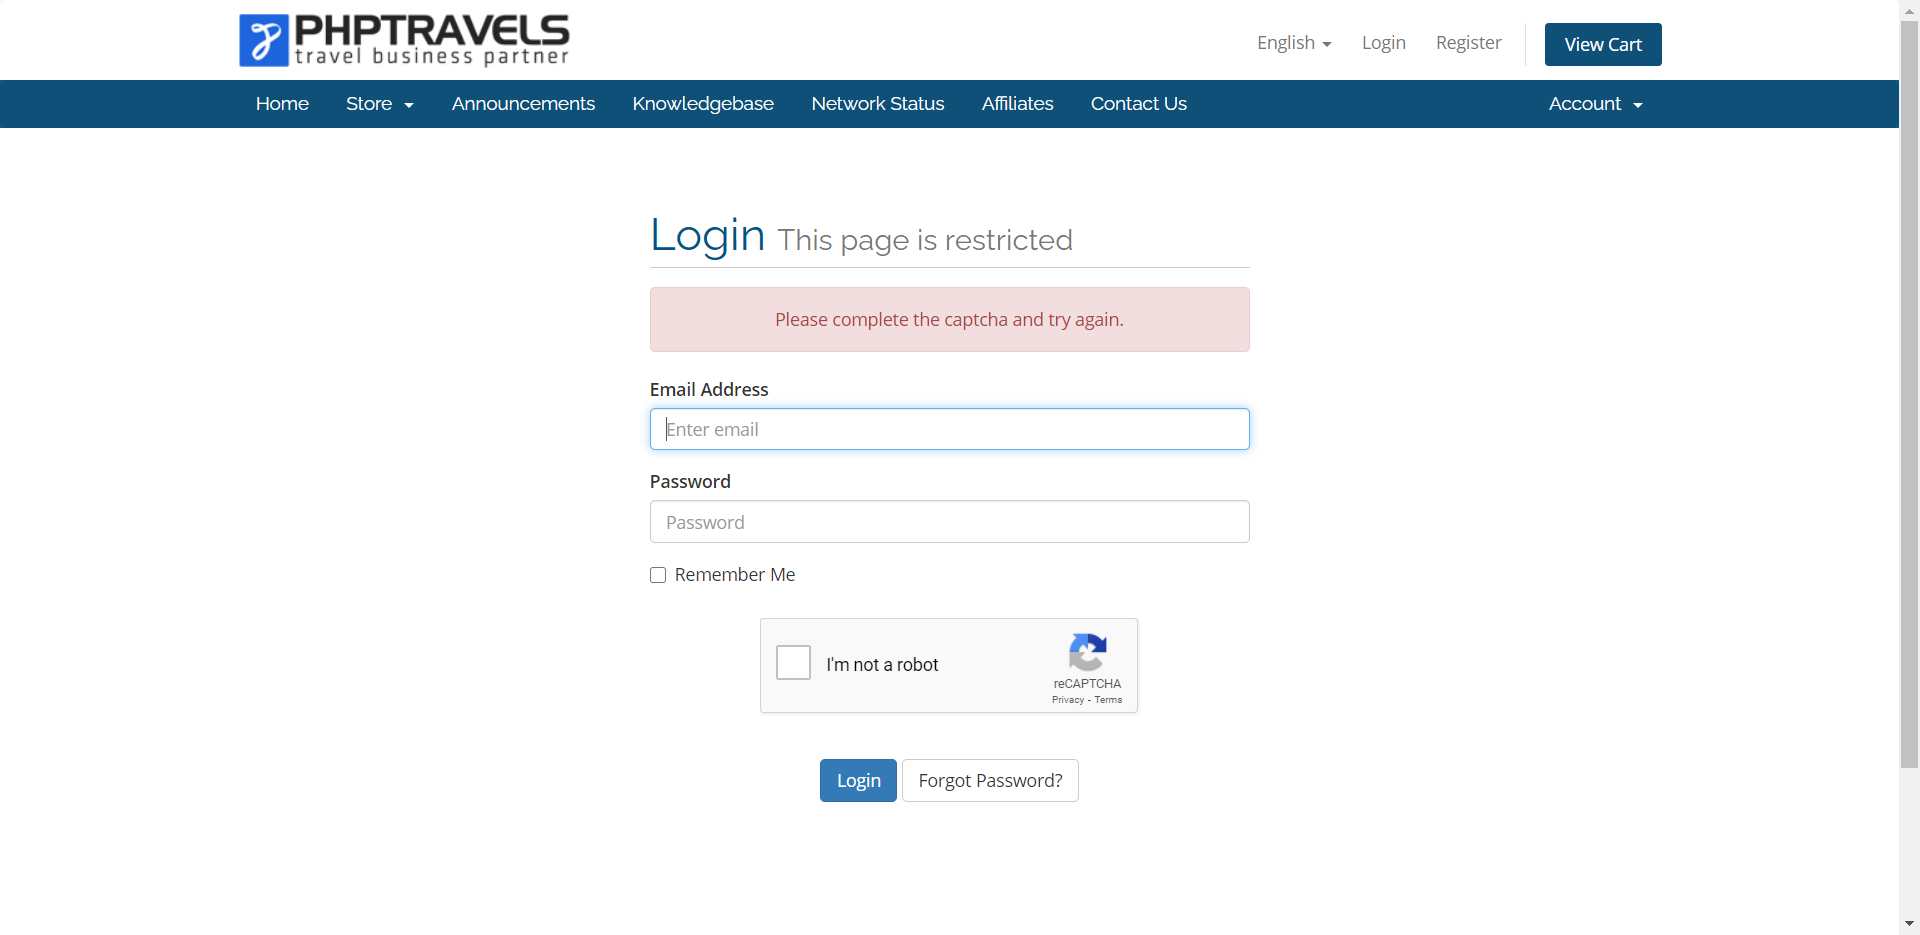 PHPTRAVELS
travel business partner
English
Login
Register
View Cart
Home
Store
Announcements
Knowledgebase
Network Status
Affiliates
Contact Us
Account
Login This page is restricted
Please complete the captcha and try again.
Email Address
Enter email
Password
Password
Remember Me
I'm not a robot
reCAPTCHA
Privacy - Terms
Login
Forgot Password?